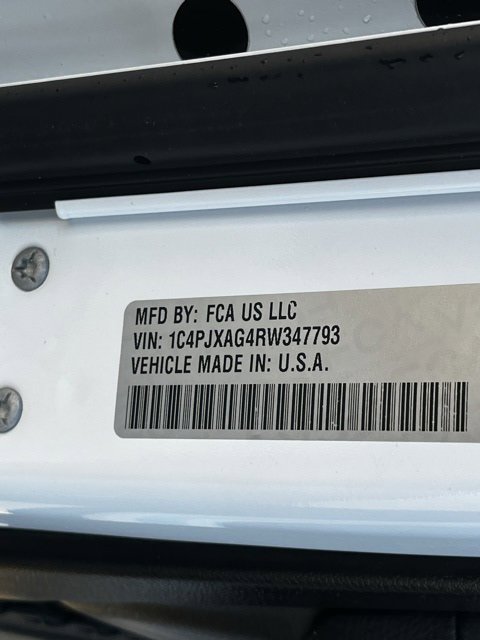 MFD BY: FCA US LLC
VIN: 1C4PJXAG4RW347793
VEHICLE MADE IN: U.S.A.